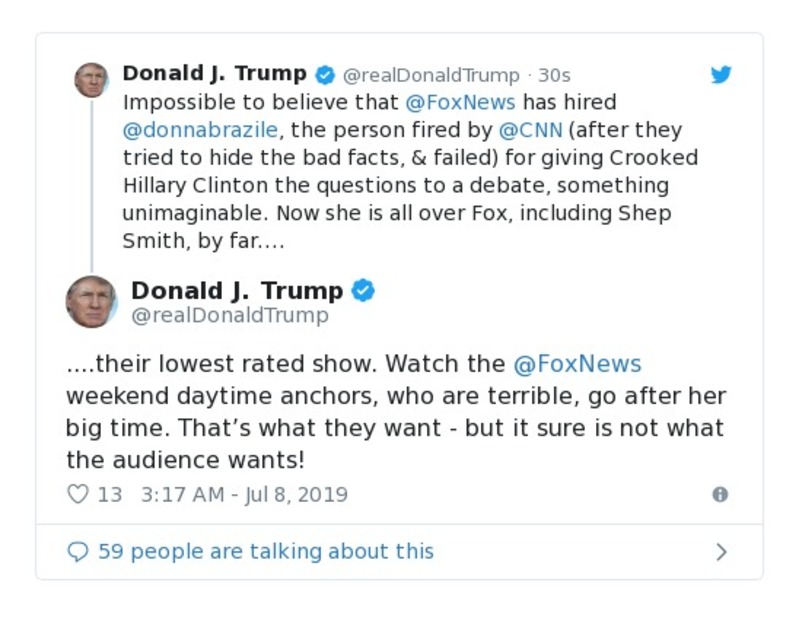 Donald J. Trump @realDonaldTrump · 30s
Impossible to believe that @FoxNews has hired
@donnabrazile, the person fired by @CNN (after they
tried to hide the bad facts, & failed) for giving Crooked
Hillary Clinton the questions to a debate, something
unimaginable. Now she is all over Fox, including Shep
Smith, by far....
Donald J. Trump
@realDonaldTrump
....their lowest rated show. Watch the @FoxNews
weekend daytime anchors, who are terrible, go after her
big time. That’s what they want - but it sure is not what
the audience wants!
13 3:17 AM - Jul 8, 2019
59 people are talking about this